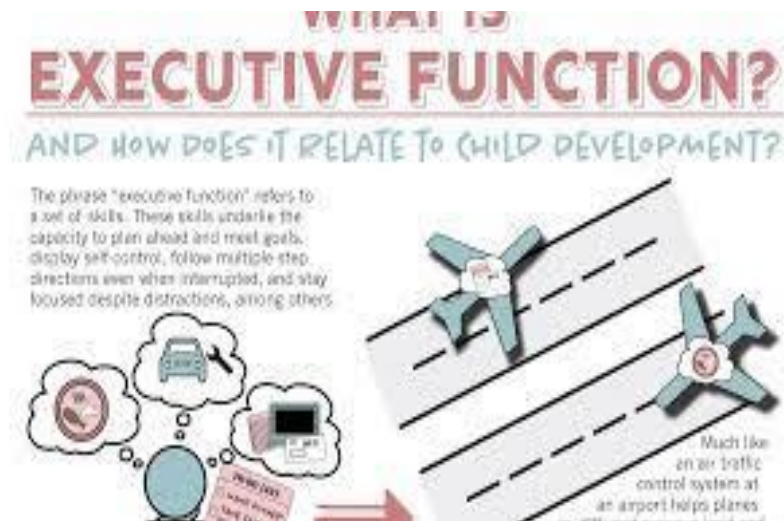 WHAT IS
EXECUTIVE FUNCTION?
AND HOW DOES IT RELATE TO CHILD DEVELOPMENT?
The phrase "executive function" refers to
a set of skills. These skills underlie the
capacity to plan ahead and meet goals,
display self-control, follow multiple-step
directions even when interrupted, and stay
focused despite distractions, among others
Much like
an air traffic
control system at
an airport helps planes